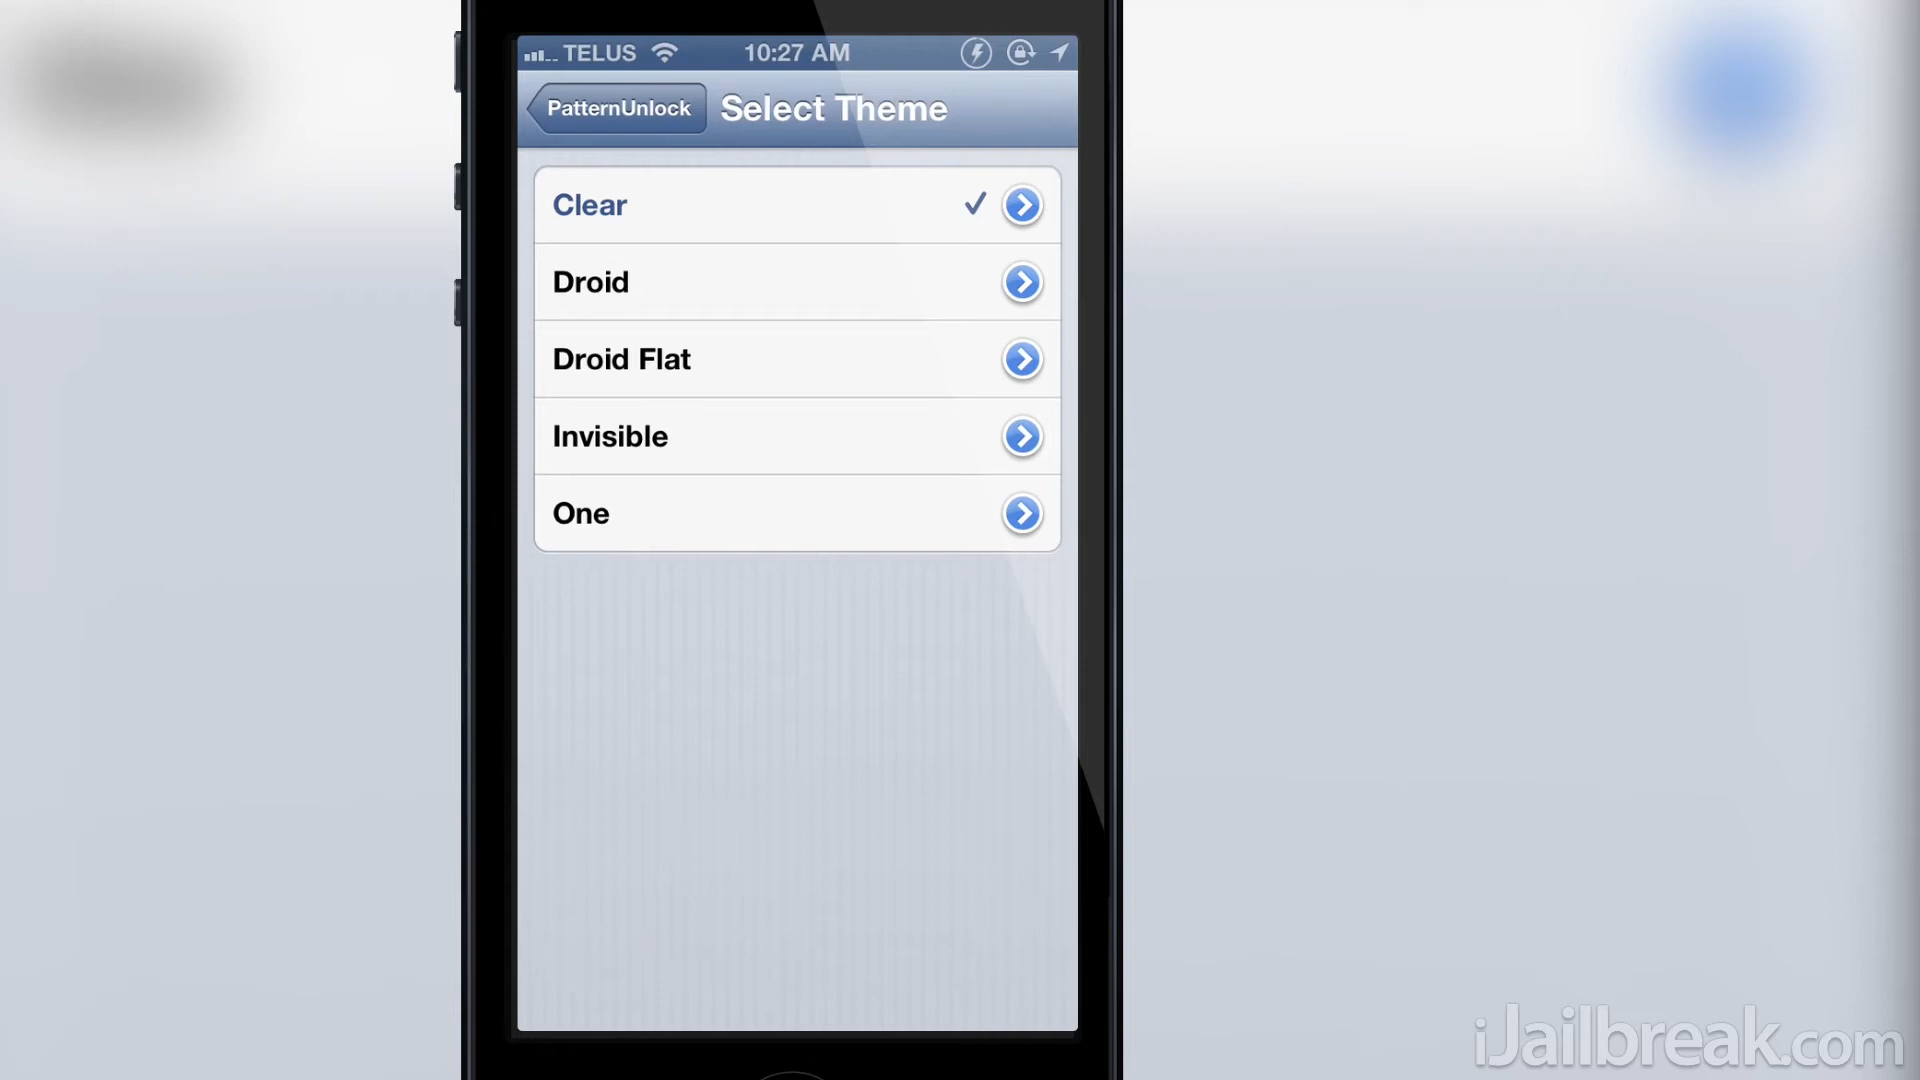 TELUS 10:27 AM
PatternUnlock Select Theme
Clear
Droid
Droid Flat
Invisible
One
iJailbreak.com